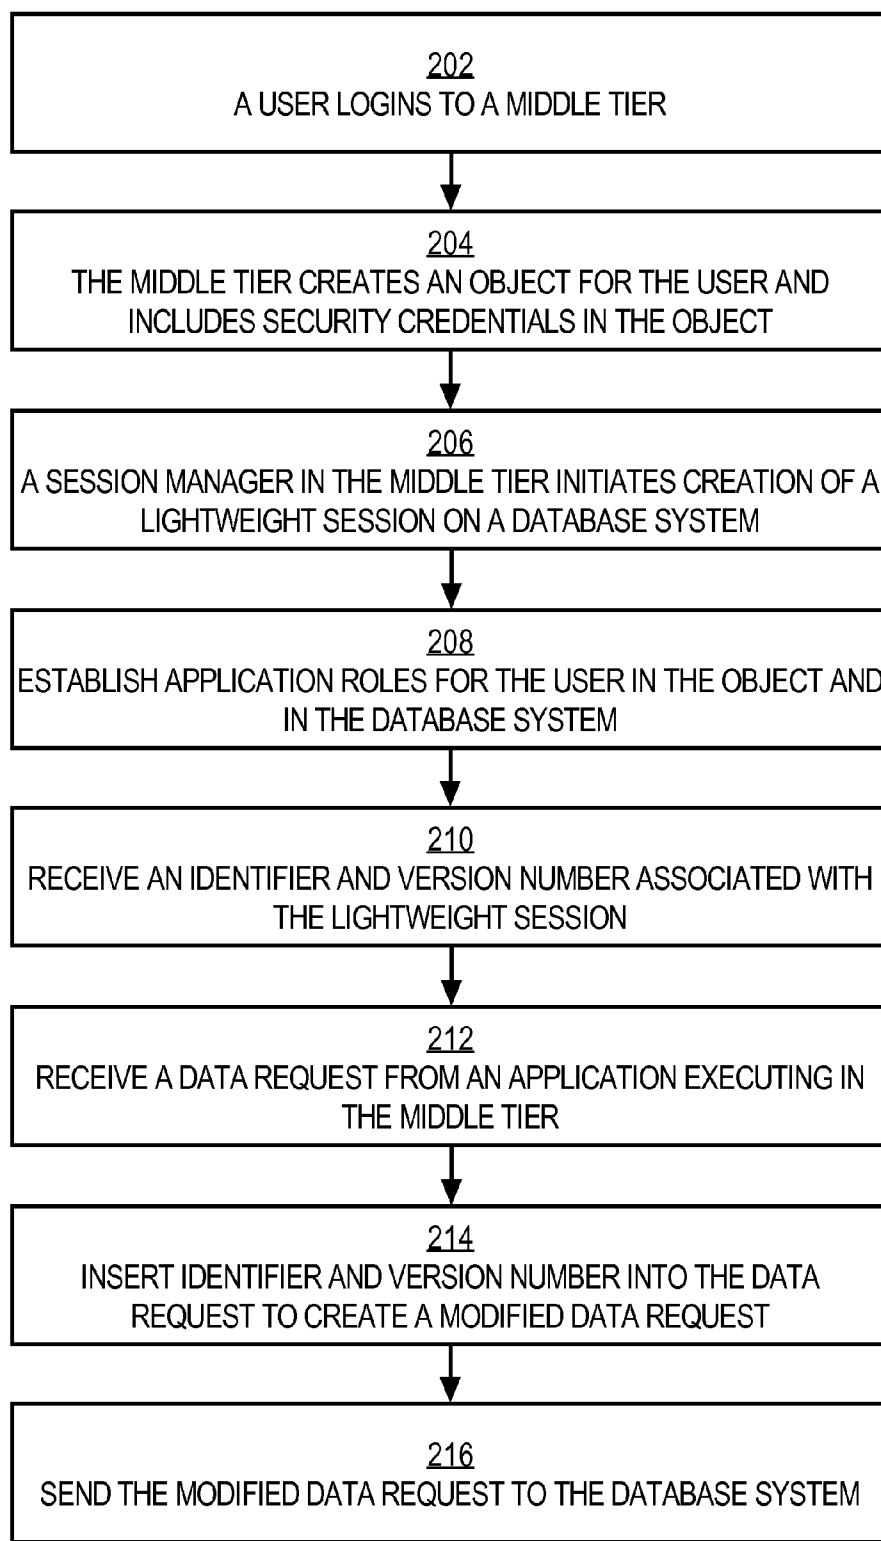 202
A USER LOGINS TO A MIDDLE TIER
204
THE MIDDLE TIER CREATES AN OBJECT FOR THE USER AND
INCLUDES SECURITY CREDENTIALS IN THE OBJECT
206
A SESSION MANAGER IN THE MIDDLE TIER INITIATES CREATION OF A
LIGHTWEIGHT SESSION ON A DATABASE SYSTEM
208
ESTABLISH APPLICATION ROLES FOR THE USER IN THE OBJECT AND
IN THE DATABASE SYSTEM
210
RECEIVE AN IDENTIFIER AND VERSION NUMBER ASSOCIATED WITH
THE LIGHTWEIGHT SESSION
212
RECEIVE A DATA REQUEST FROM AN APPLICATION EXECUTING IN
THE MIDDLE TIER
214
INSERT IDENTIFIER AND VERSION NUMBER INTO THE DATA
REQUEST TO CREATE A MODIFIED DATA REQUEST
216
SEND THE MODIFIED DATA REQUEST TO THE DATABASE SYSTEM